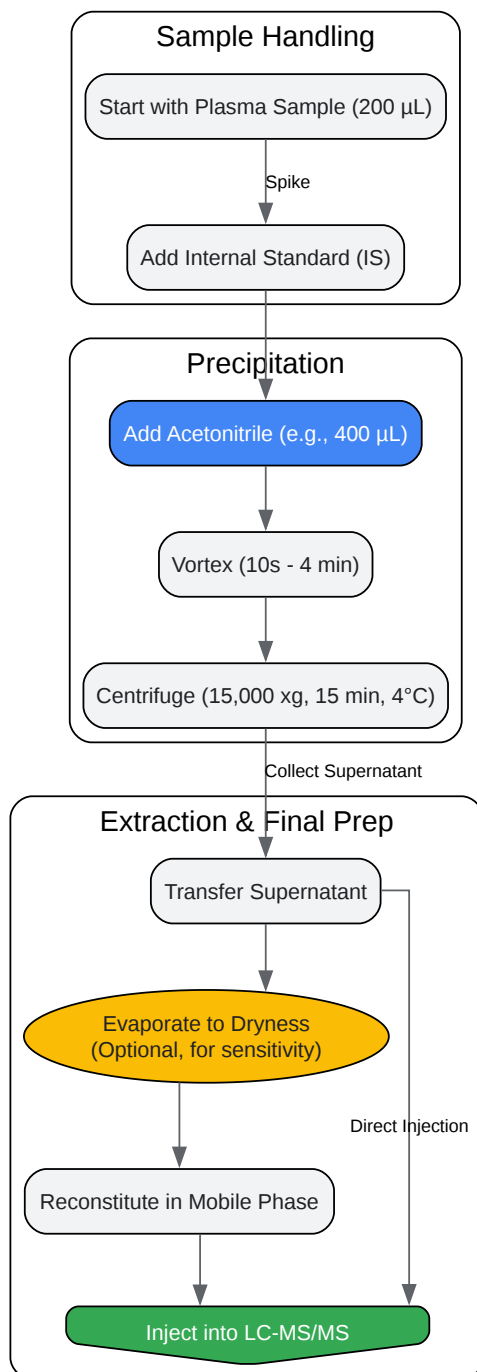 Sample Handling
Start with Plasma Sample (200 µL)
Spike
Add Internal Standard (IS)
Precipitation
Add Acetonitrile (e.g., 400 µL)
Vortex (10s - 4 min)
Centrifuge (15,000 xg, 15 min, 4°C)
Collect Supernatant
Extraction & Final Prep
Transfer Supernatant
Evaporate to Dryness
(Optional, for sensitivity)
Direct Injection
Reconstitute in Mobile Phase
Inject into LC-MS/MS